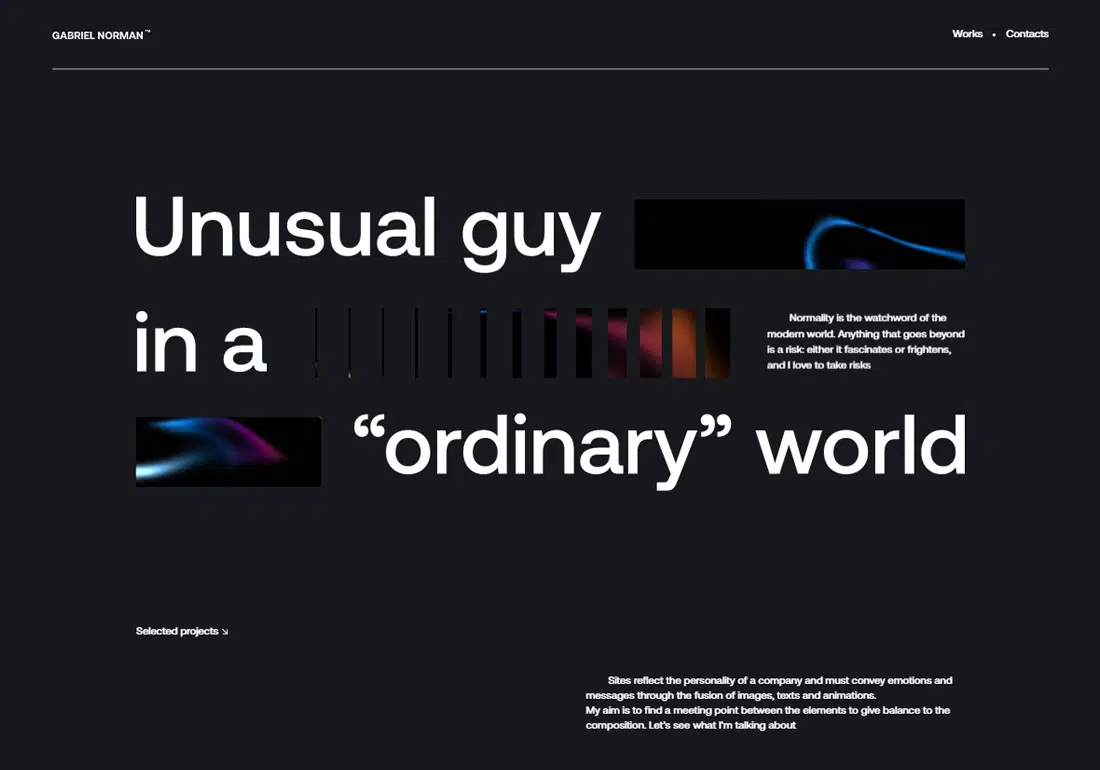 GABRIEL NORMAN ™
Works • Contacts
Unusual guy
in a
Normality is the watchword of the
modern world. Anything that goes beyond
is a risk: either it fascinates or frightens,
and I love to take risks
“ordinary” world
Selected projects ↘
Sites reflect the personality of a company and must convey emotions and
messages through the fusion of images, texts and animations.
My aim is to find a meeting point between the elements to give balance to the
composition. Let's see what I'm talking about